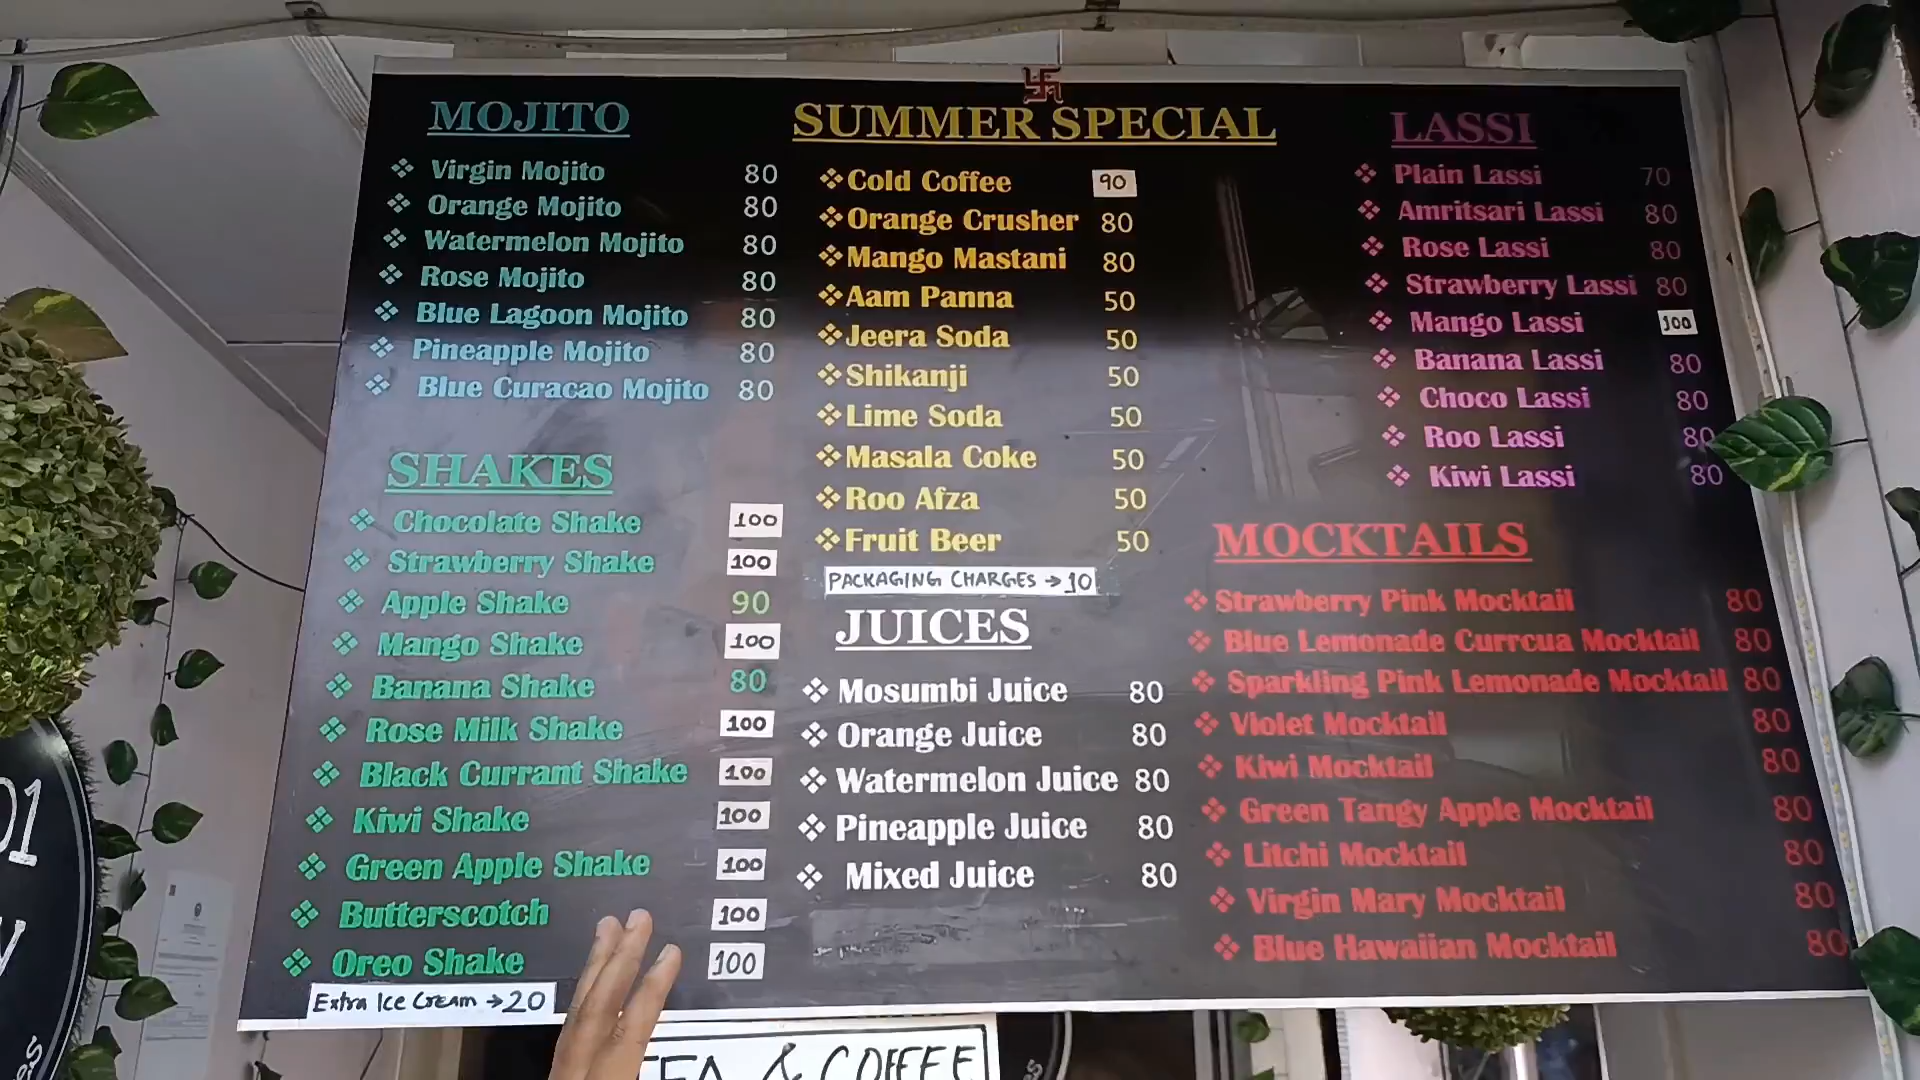 MOJITO
Virgin Mojito 80
Orange Mojito 80
Watermelon Mojito 80
Rose Mojito 80
Blue Lagoon Mojito 80
Pineapple Mojito 80
Blue Curacao Mojito 80
SHAKES
Chocolate Shake 100
Strawberry Shake 100
Apple Shake 90
Mango Shake 100
Banana Shake 80
Rose Milk Shake 100
Black Currant Shake 100
Kiwi Shake 100
Green Apple Shake 100
Butterscotch 100
Oreo Shake 100
Extra Ice Cream → 20
SUMMER SPECIAL
Cold Coffee 90
Orange Crusher 80
Mango Mastani 80
Aam Panna 50
Jeera Soda 50
Shikanji 50
Lime Soda 50
Masala Coke 50
Roo Afza 50
Fruit Beer 50
PACKAGING CHARGES → 10
JUICES
Mosumbi Juice 80
Orange Juice 80
Watermelon Juice 80
Pineapple Juice 80
Mixed Juice 80
LASSI
Plain Lassi 70
Amritsari Lassi 80
Rose Lassi 80
Strawberry Lassi 80
Mango Lassi 100
Banana Lassi 80
Choco Lassi 80
Roo Lassi 80
Kiwi Lassi 80
MOCKTAILS
Strawberry Pink Mocktail 80
Blue Lemonade Currcua Mocktail 80
Sparkling Pink Lemonade Mocktail 80
Violet Mocktail 80
Kiwi Mocktail 80
Green Tangy Apple Mocktail 80
Litchi Mocktail 80
Virgin Mary Mocktail 80
Blue Hawaiian Mocktail 80
& COFFEE